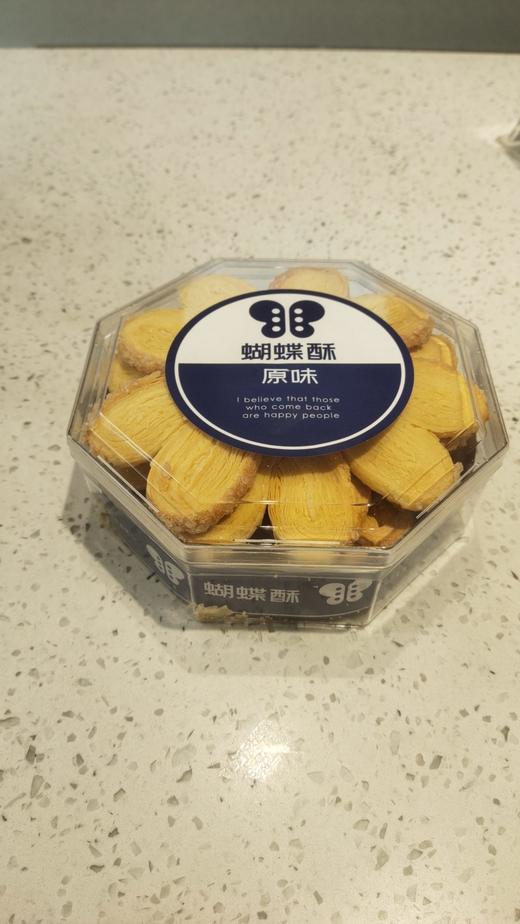 蝴蝶酥
原味
I believe that those
who come back
are happy people
蝴蝶酥